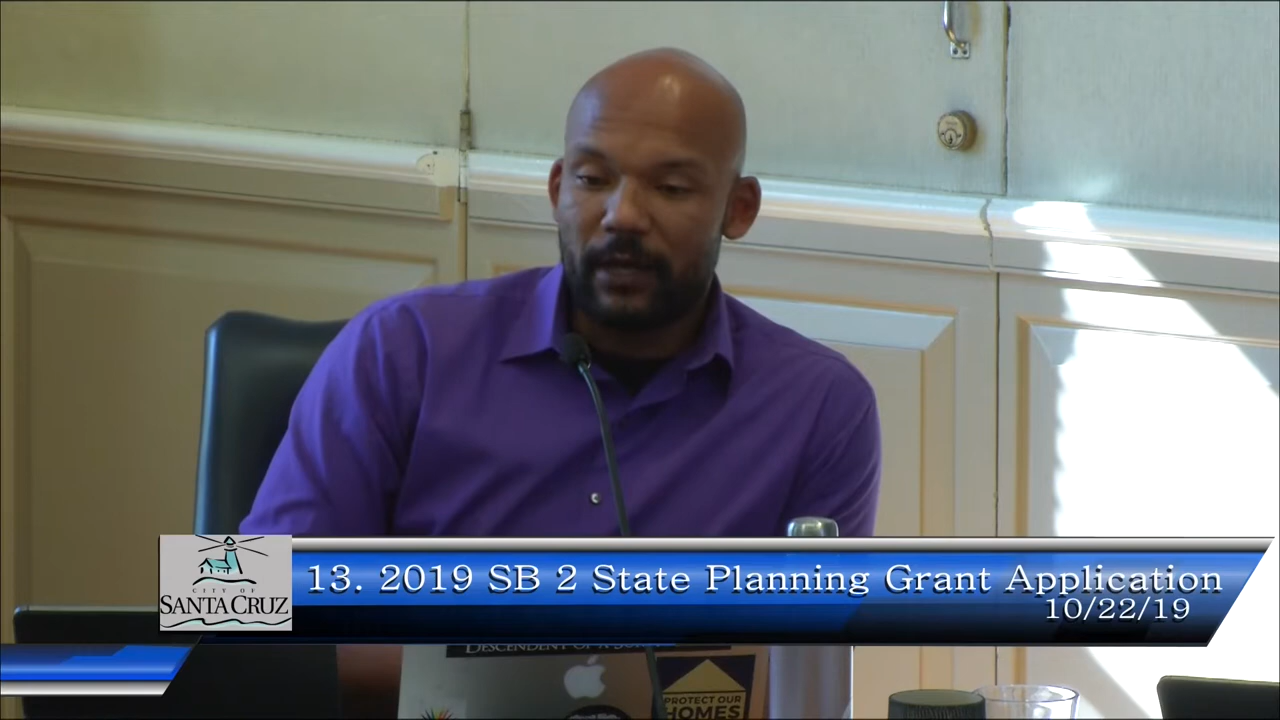 13. 2019 SB 2 State Planning Grant Application
10/22/19
CITY OF
SANTA CRUZ
DESCENDENT OF A
PROTECT OUR
HOMES